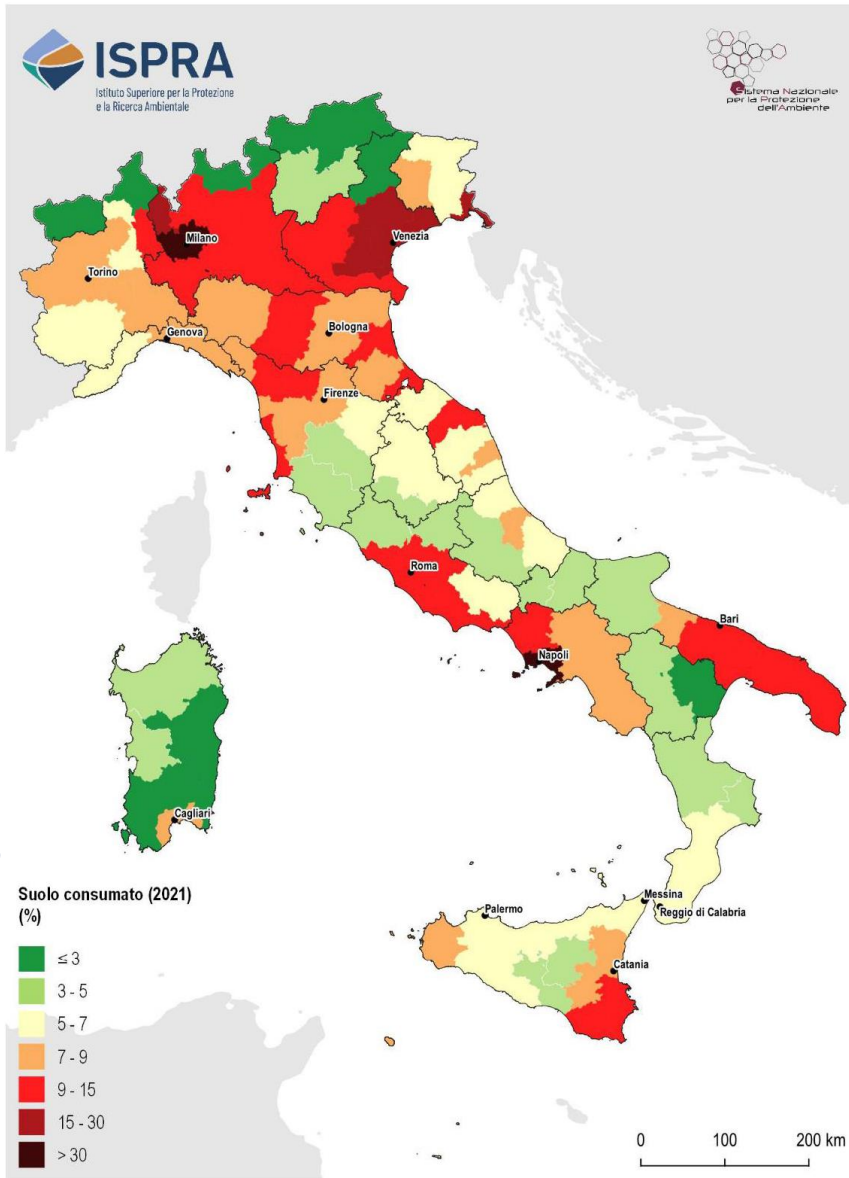 ISPRA
Istituto Superiore per la Protezione
e la Ricerca Ambientale
Sistema Nazionale
per la Protezione
dell'Ambiente
Milano
Venezia
Torino
Genova
Bologna
Firenze
Roma
Napoli
Bari
Cagliari
Messina
Palermo
Reggio di Calabria
Catania
Suolo consumato (2021)
(%)
≤ 3
3 - 5
5 - 7
7 - 9
9 - 15
15 - 30
> 30
0 100 200 km